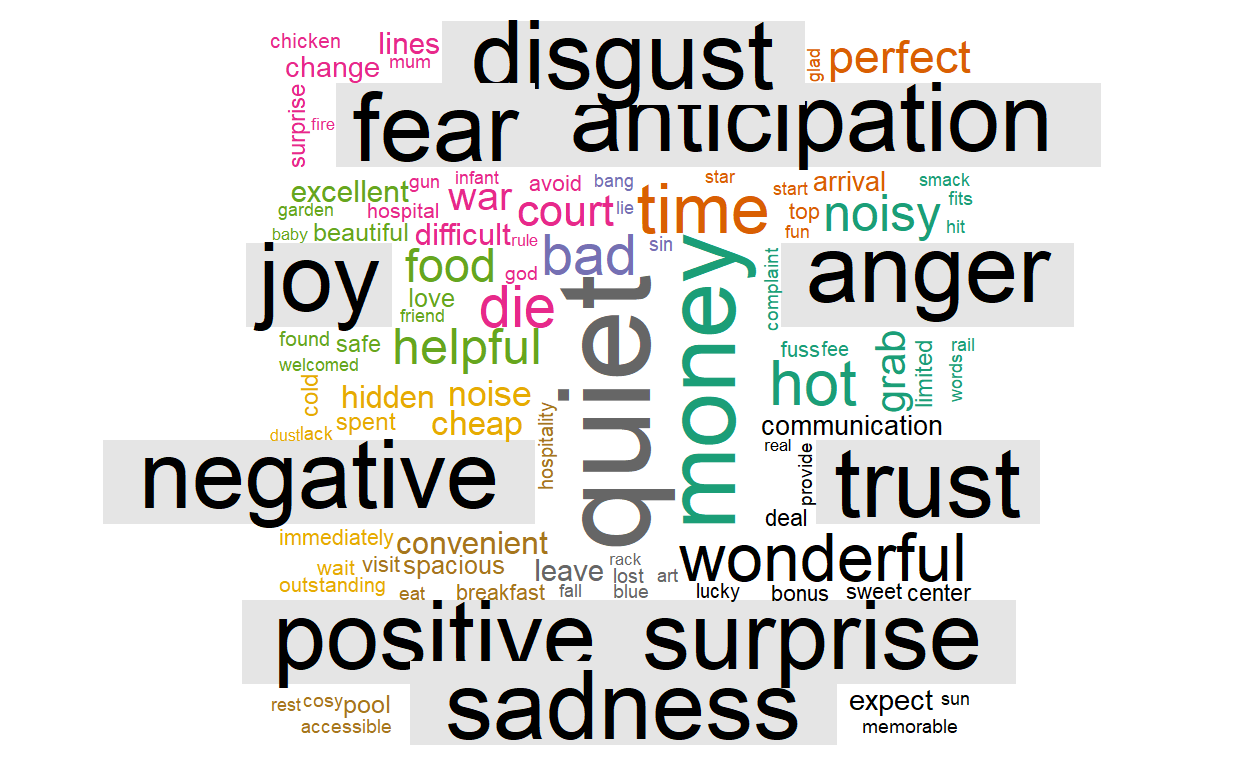 chicken lines disgust glad perfect
change mum
surprise fire fear anticipation
excellent gun infant avoid bang star start arrival smack
garden hospital war court lie time top noisy fits
baby beautiful difficult rule bad sin fun hit
joy food god quiet money complaint anger
love die
friend
found safe helpful fuss fee grab limited words rail
welcomed hot
cold hidden noise
dust lack spent cheap hospitality communication
negative real provide trust
deal
immediately convenient wonderful
wait visit spacious leave rack lost art
outstanding eat breakfast fall blue lucky bonus sweet center
positive surprise
rest cosy pool sadness expect sun
accessible memorable